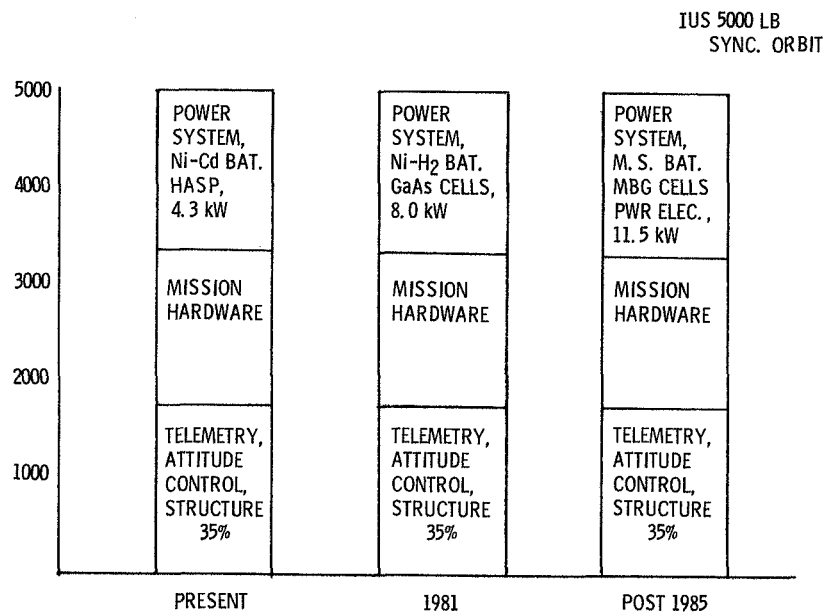 IUS 5000 LB
SYNC. ORBIT
5000
4000
3000
2000
1000
POWER
SYSTEM,
Ni-Cd BAT.
HASP,
4.3 kW
MISSION
HARDWARE
TELEMETRY,
ATTITUDE
CONTROL,
STRUCTURE
35%
POWER
SYSTEM,
Ni-H2 BAT.
GaAs CELLS,
8.0 kW
MISSION
HARDWARE
TELEMETRY,
ATTITUDE
CONTROL,
STRUCTURE
35%
POWER
SYSTEM,
M. S. BAT.
MBG CELLS
PWR ELEC.,
11.5 kW
MISSION
HARDWARE
TELEMETRY,
ATTITUDE
CONTROL,
STRUCTURE
35%
PRESENT
1981
POST 1985